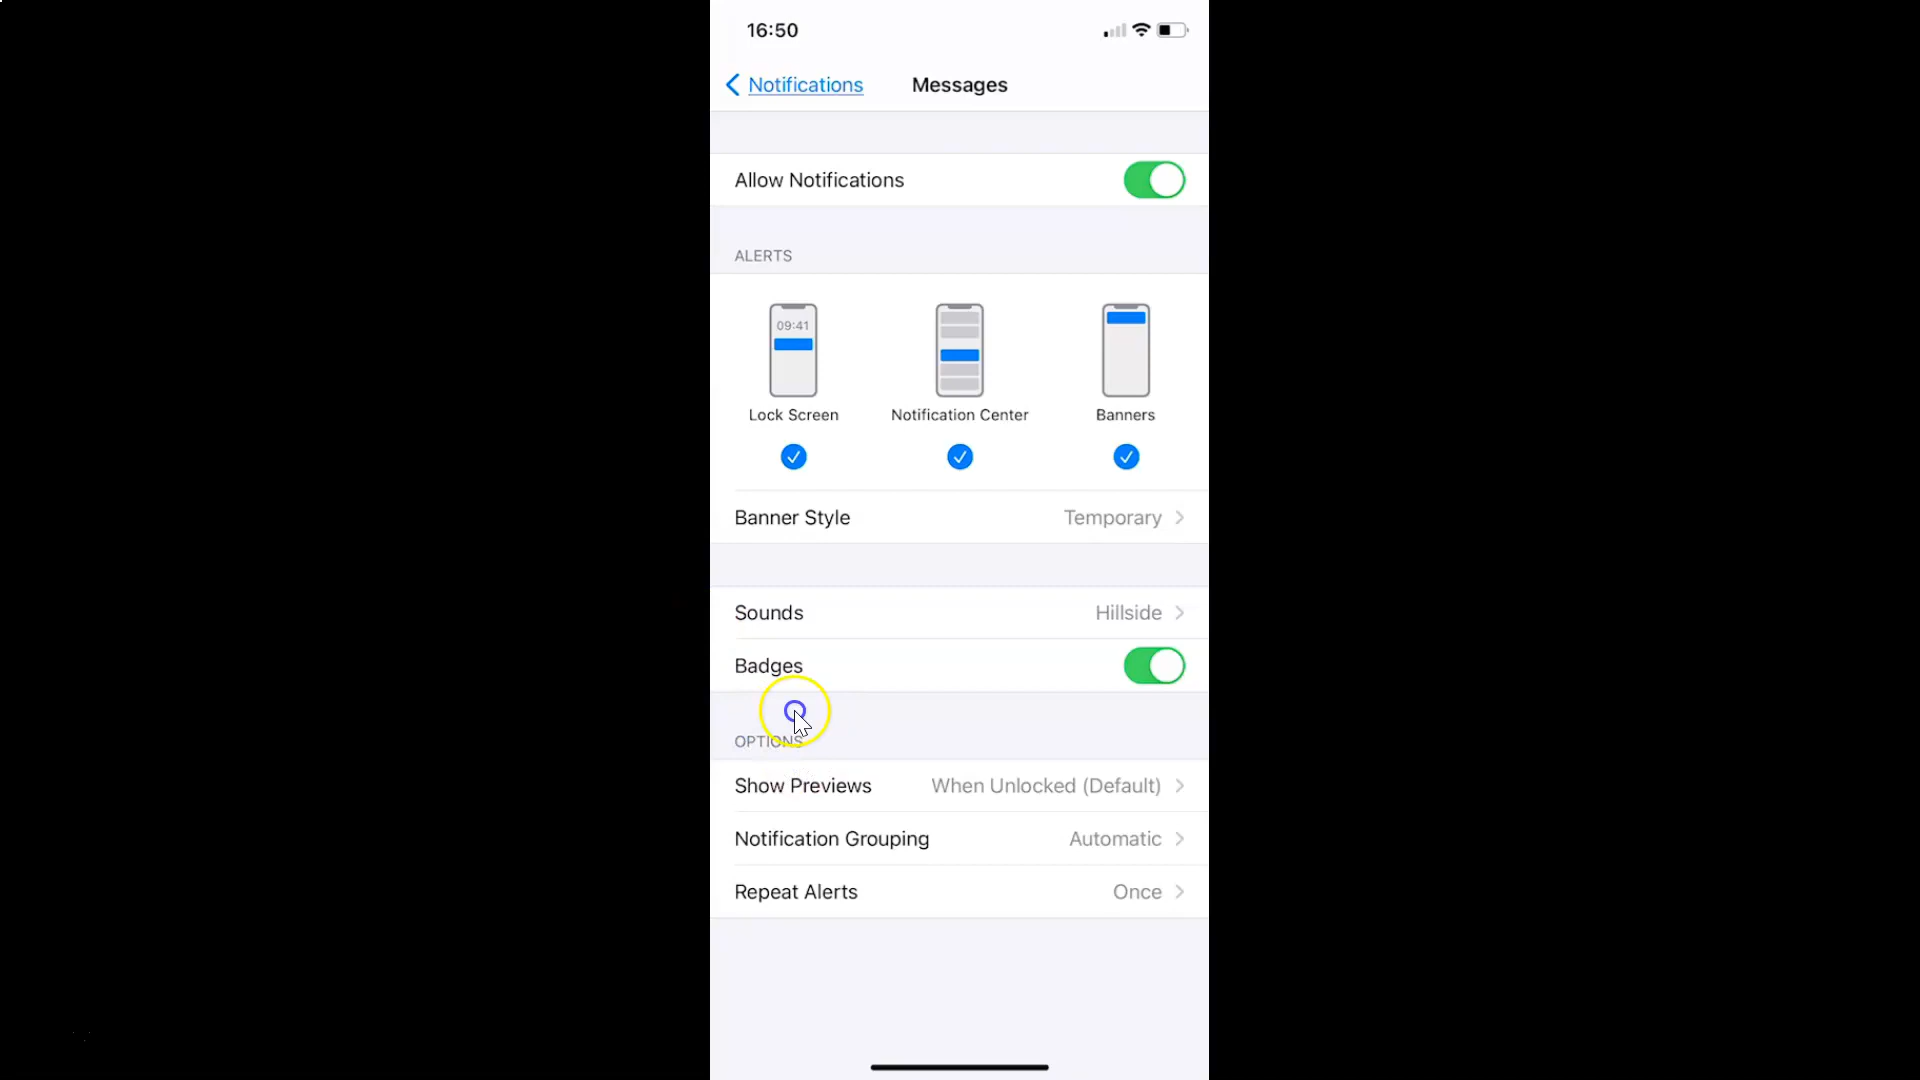 16:50
Notifications Messages
Allow Notifications
ALERTS
09:41
Lock Screen Notification Center Banners
Banner Style Temporary
Sounds Hillside
Badges
OPTIONS
Show Previews When Unlocked (Default)
Notification Grouping Automatic
Repeat Alerts Once